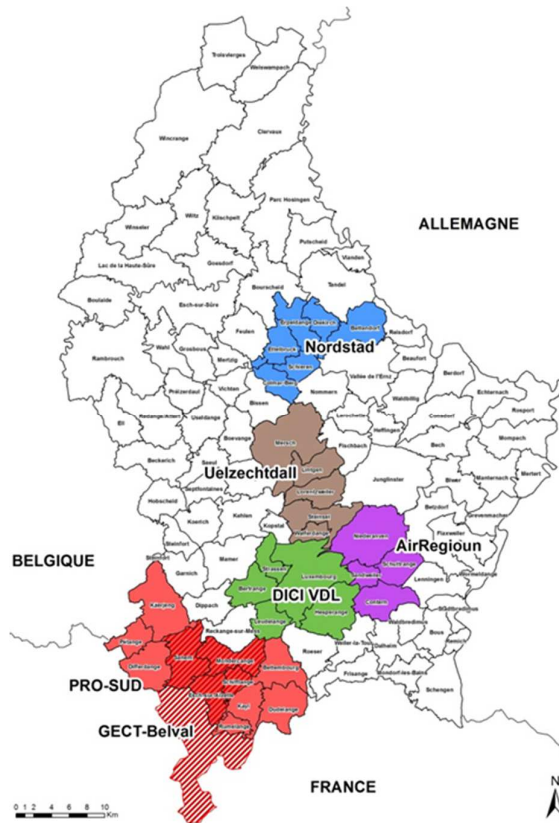 Troisvierges
Weiswampach
Wincrange
Clervaux
Parc Hosingen
Wiltz
Kiischpelt
Winseler
ALLEMAGNE
Putscheid
Goesdorf
Vianden
Lac de la Haute-Sûre
Tandel
Bourscheid
Esch-sur-Sûre
Boulaide
Erpeldange
Diekirch
Bettendorf
Reisdorf
Feulen
Ettelbruck
Nordstad
Wahl
Grosbous
Beaufort
Rambrouch
Mertzig
Schieren
Berdorf
Vallée de l'Ernz
Colmar-Berg
Echternach
Préizerdaul
Vichten
Nommers
Waldbillig
Bissen
Rosport
Ell
Useldange
Larochette
Consdorf
Heffingen
Boevange
Mersch
Fischbach
Bech
Mompach
Beckerich
Saeul
Lintgen
Uelzechtdall
Junglinster
Biwer
Manternach
Mertert
Septfontaines
Lorentzweiler
Hobscheid
Betzdorf
Steinsel
Grevenmacher
Koerich
Kehlen
Kopstal
Walferdange
Niederanven
Flaxweiler
Steinfort
AirRegioun
BELGIQUE
Mamer
Strassen
Schuttrange
Garnich
Luxembourg
Sandweiler
Lenningen
Wormeldange
Bertrange
Käerjeng
DICI VDL
Contern
Dippach
Hesperange
Stadtbredimus
Leudelange
Waldbredimus
Bous
Reckange-sur-Mess
Remich
Pétange
Roeser
Weiler-la-Tour
Dalheim
Sanem
Mondercange
Differdange
Bettembourg
Frisange
Mondorf-les-Bains
PRO-SUD
Schifflange
Schengen
Esch-sur-Alzette
Kayl
Dudelange
GECT-Belval
Rumelange
FRANCE
N
0 1 2 4 6 8 10
Km